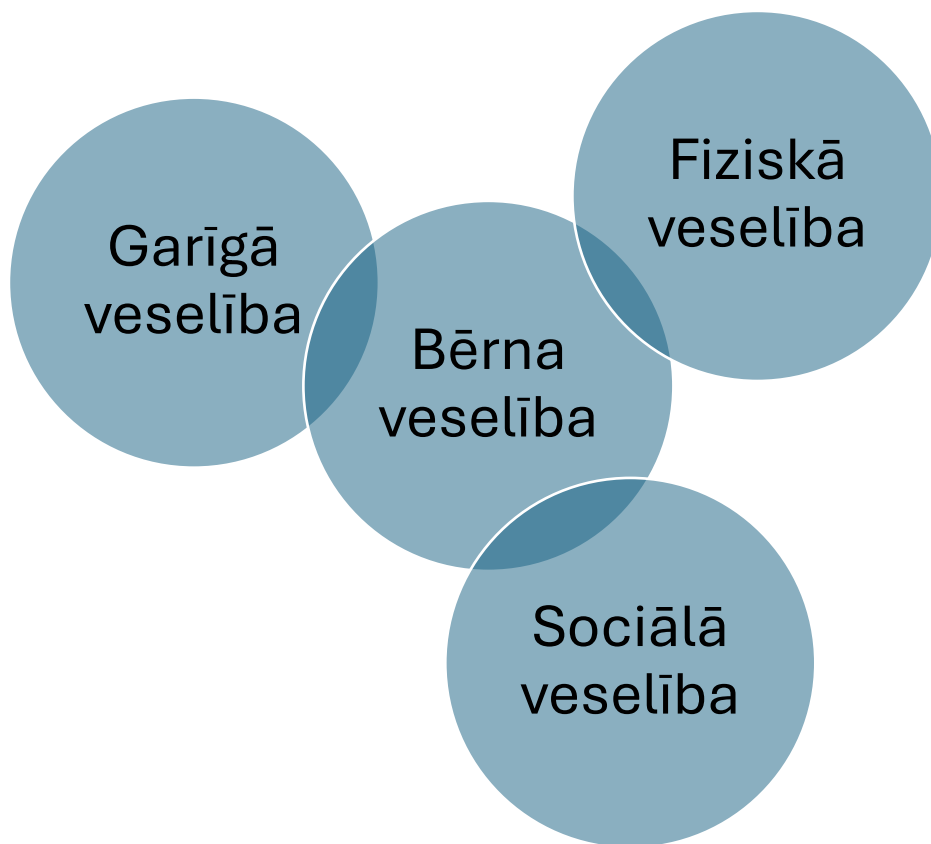 Garīgā
veselība
Fiziskā
veselība
Bērna
veselība
Sociālā
veselība